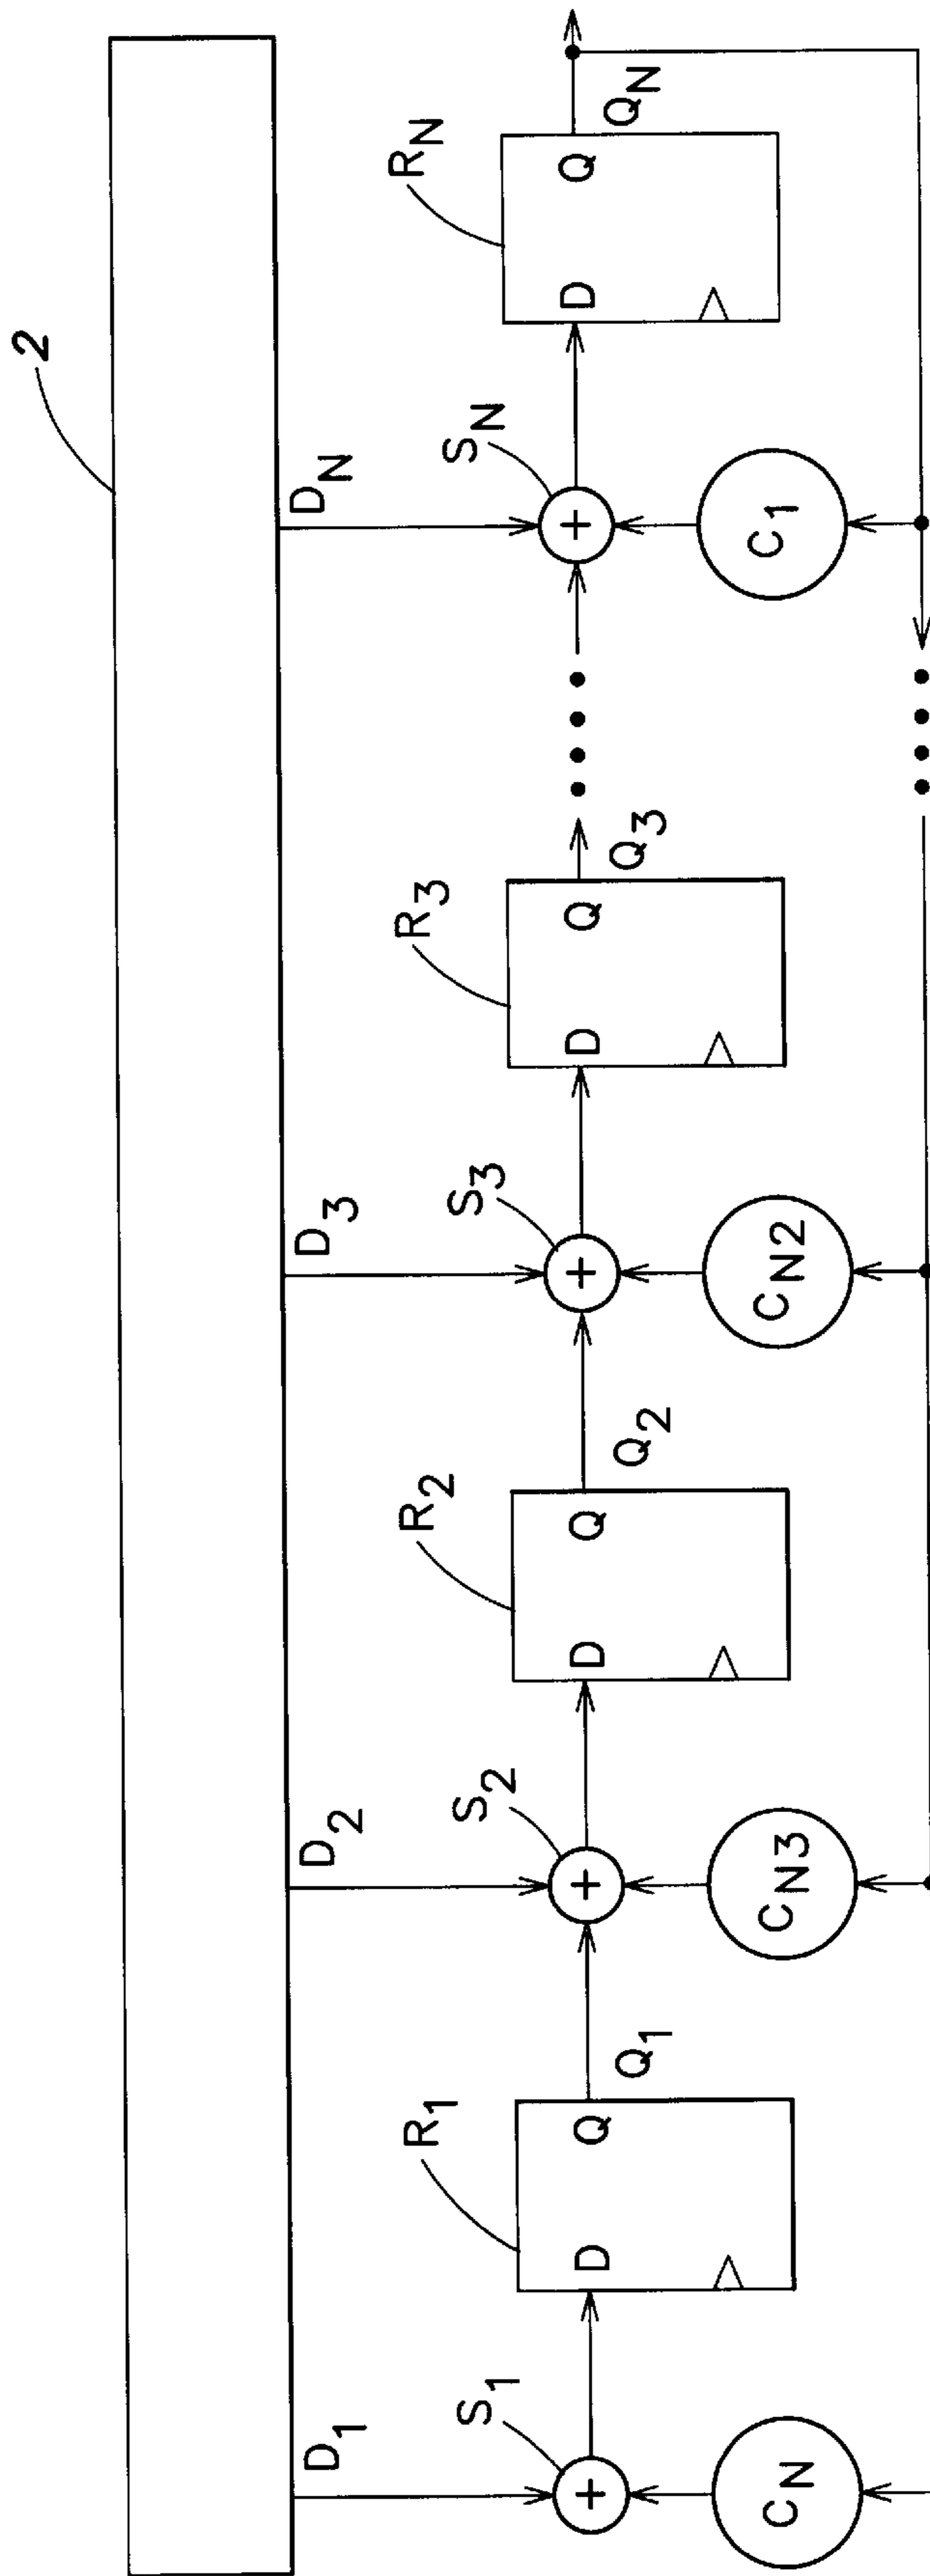 2
D1 D2 D3 DN
S1 R1 S2 R2 S3 R3 SN RN
D Q D Q D Q D Q
Q1 Q2 Q3 QN
CN CN3 CN2 C1